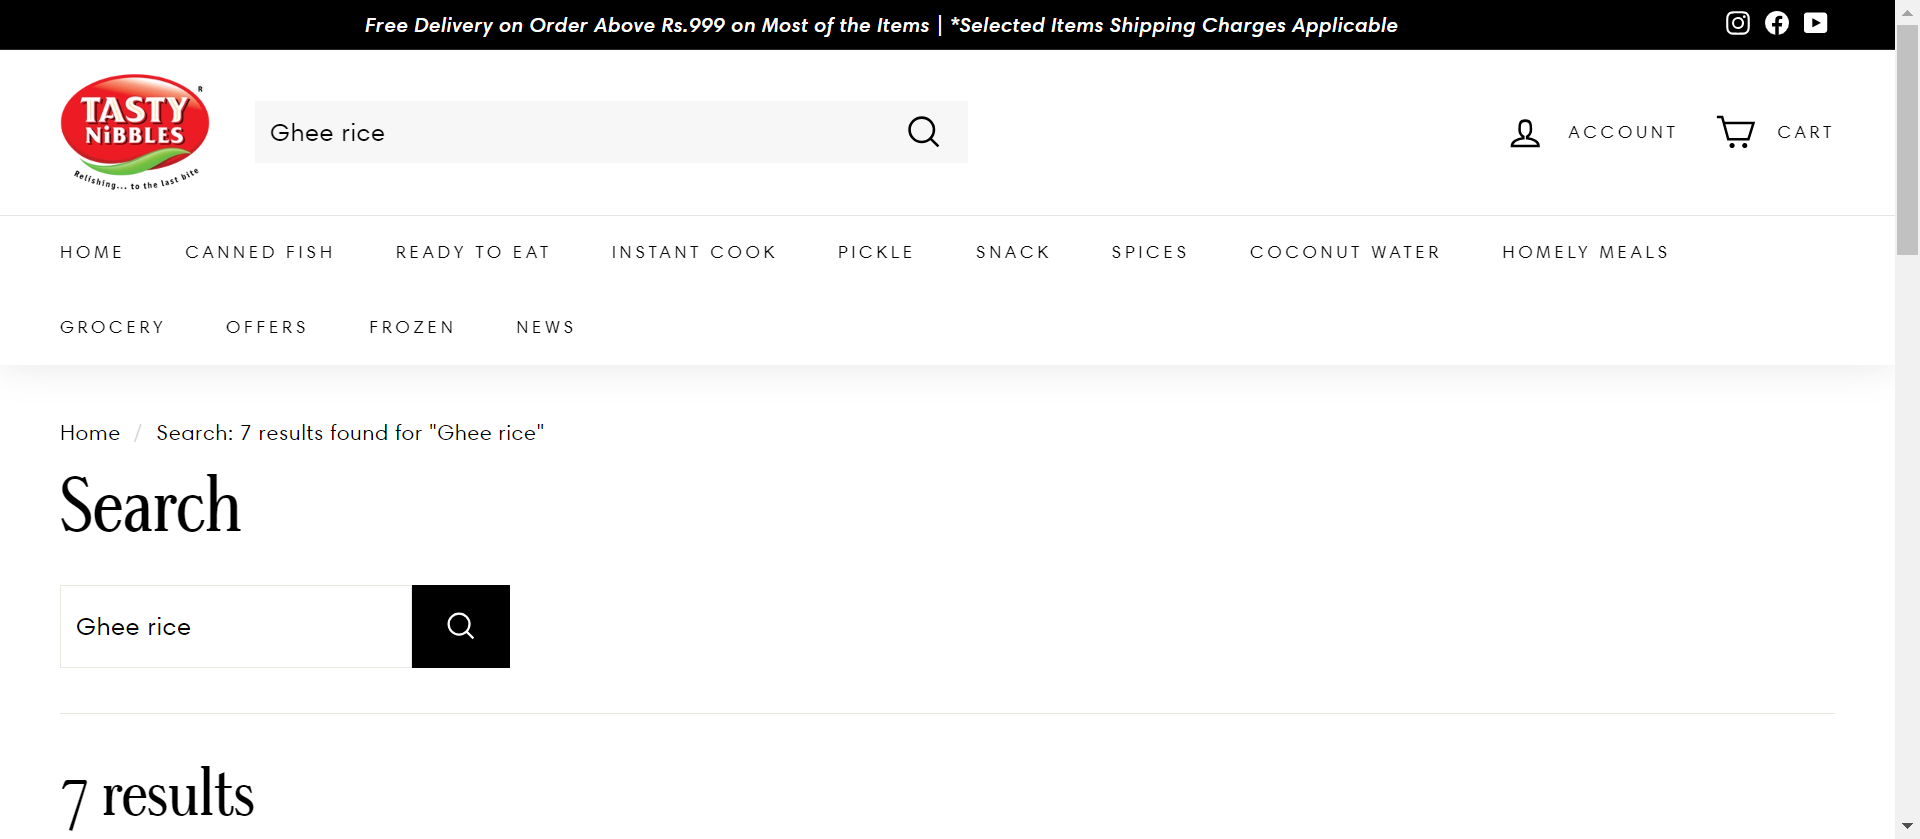 Free Delivery on Order Above Rs.999 on Most of the Items | *Selected Items Shipping Charges Applicable
TASTY
NiBBLES
R
Relishing... to the last bite
Ghee rice
ACCOUNT
CART
HOME CANNED FISH READY TO EAT INSTANT COOK PICKLE SNACK SPICES COCONUT WATER HOMELY MEALS
GROCERY OFFERS FROZEN NEWS
Home / Search: 7 results found for "Ghee rice"
Search
Ghee rice
7 results